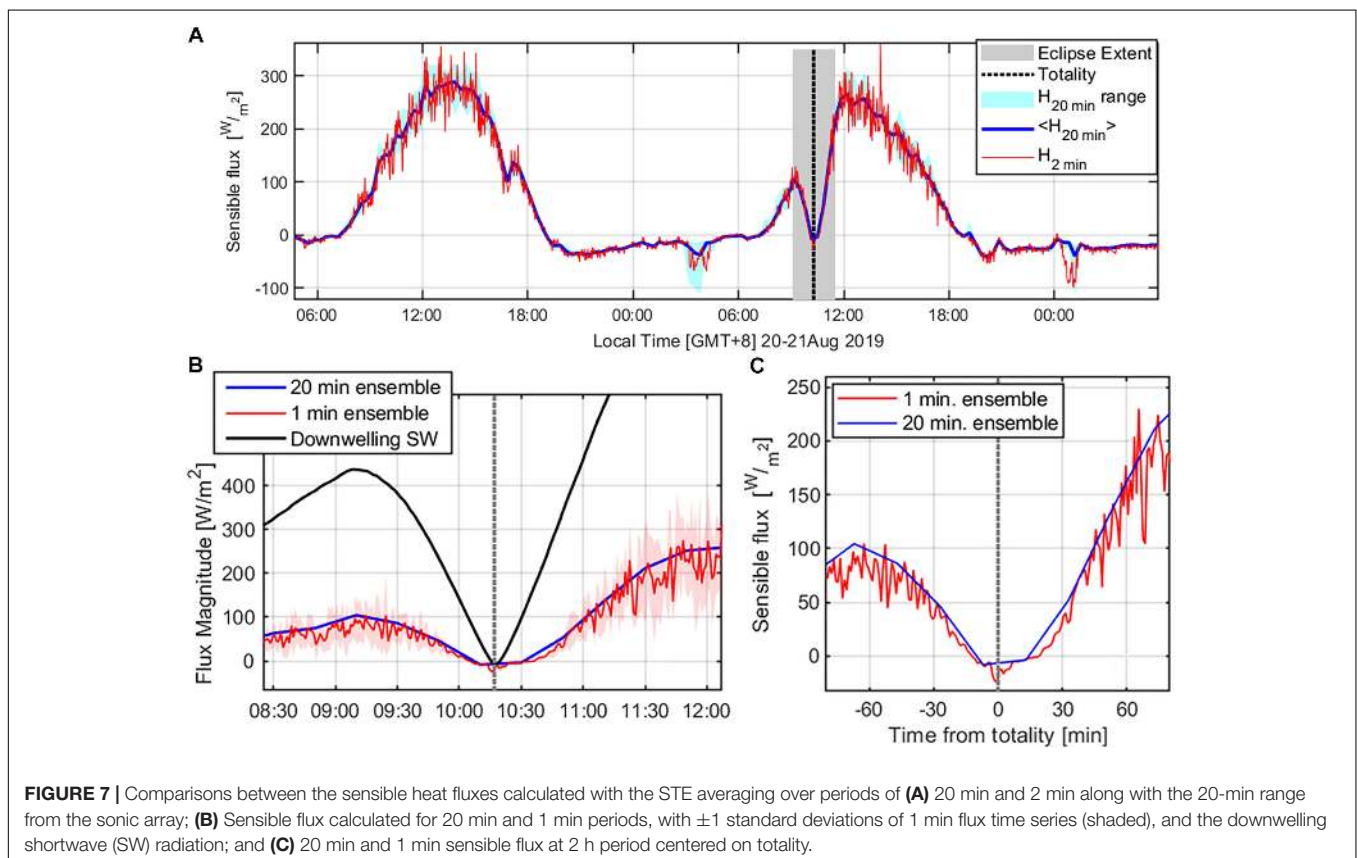 A
Sensible flux [W/m2]
300
200
100
0
-100
06:00 12:00 18:00 00:00 06:00 12:00 18:00 00:00
Local Time [GMT+8] 20-21Aug 2019
Eclipse Extent
Totality
H20 min range
<H20 min>
H2 min
B
20 min ensemble
1 min ensemble
Downwelling SW
Flux Magnitude [W/m2]
400
300
200
100
0
08:30 09:00 09:30 10:00 10:30 11:00 11:30 12:00
C
1 min. ensemble
20 min. ensemble
Sensible flux [W/m2]
250
200
150
100
50
0
-60 -30 0 30 60
Time from totality [min]
FIGURE 7 | Comparisons between the sensible heat fluxes calculated with the STE averaging over periods of (A) 20 min and 2 min along with the 20-min range
from the sonic array; (B) Sensible flux calculated for 20 min and 1 min periods, with ±1 standard deviations of 1 min flux time series (shaded), and the downwelling
shortwave (SW) radiation; and (C) 20 min and 1 min sensible flux at 2 h period centered on totality.